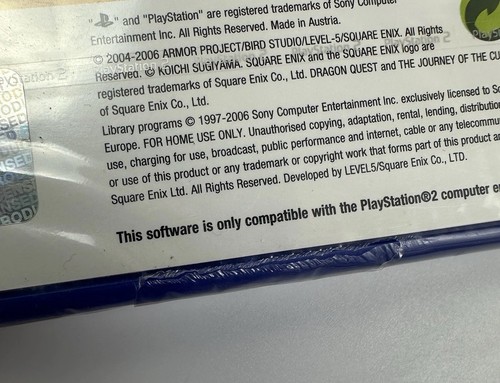 " " and "PlayStation" are registered trademarks of Sony Computer
Entertainment Inc. All Rights Reserved. Made in Austria.
© 2004-2006 ARMOR PROJECT/BIRD STUDIO/LEVEL-5/SQUARE ENIX. All Rights
Reserved. © KOICHI SUGIYAMA. SQUARE ENIX and the SQUARE ENIX logo are
registered trademarks of Square Enix Co., Ltd. DRAGON QUEST and THE JOURNEY OF THE CU
of Square Enix Co., Ltd.
Library programs © 1997-2006 Sony Computer Entertainment Inc. exclusively licensed to So
Europe. FOR HOME USE ONLY. Unauthorised copying, adaptation, rental, lending, distributio
use, charging for use, broadcast, public performance and internet, cable or any telecommu
or use of this product or any trademark or copyright work that forms part of this product ar
Square Enix Ltd. All Rights Reserved. Developed by LEVEL5/Square Enix Co., LTD.
This software is only compatible with the PlayStation®2 computer en
PlayStation 2